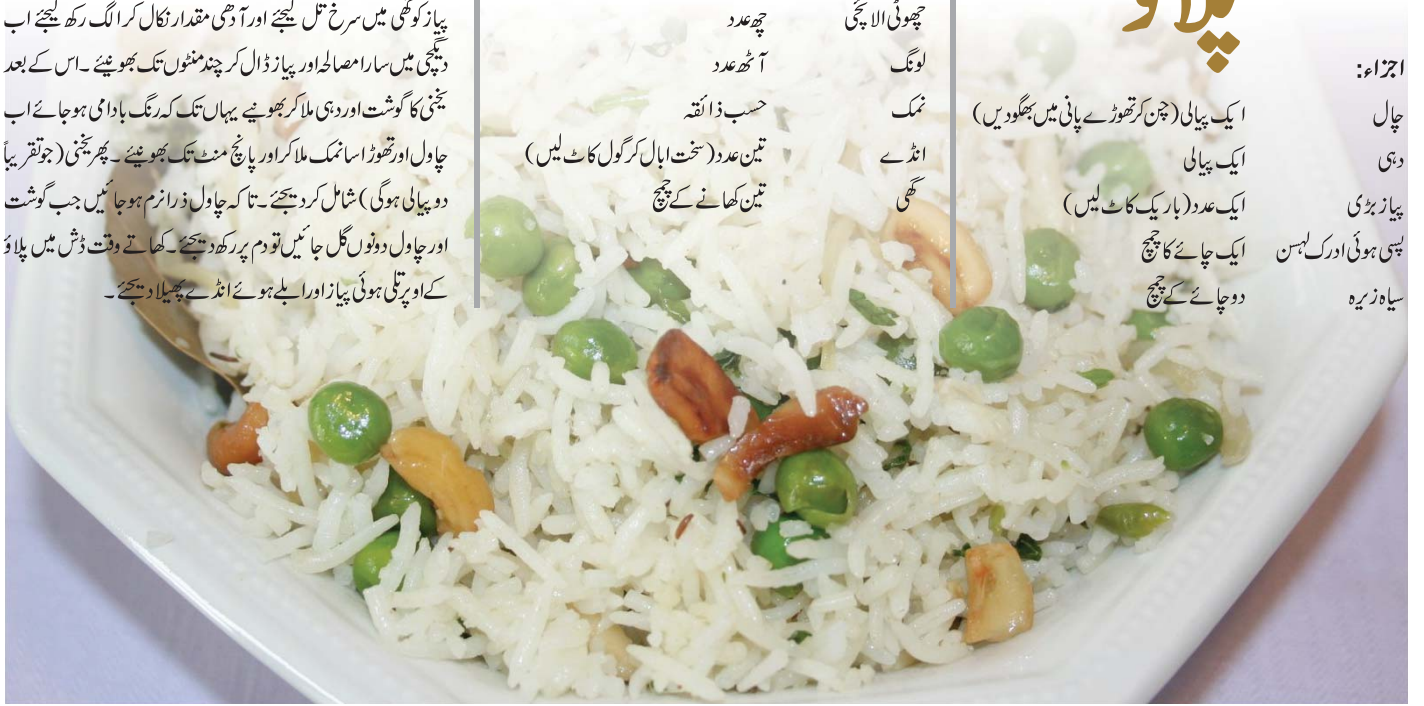 پلاؤ
اجزاء:
چال ایک پیالی (چن کر تھوڑے پانی میں بھگودیں)
دہی ایک پیالی
پیاز بڑی ایک عدد (باریک کاٹ لیں)
پسی ہوئی ادرک لہسن ایک چائے کا چمچ
سیاہ زیرہ دو چائے کے چمچ
چھوٹی الائچی چھ عدد
لونگ آٹھ عدد
نمک حسب ذائقہ
انڈے تین عدد (سخت ابال کر گول کاٹ لیں)
گھی تین کھانے کے چمچ
پیاز کو گھی میں سرخ تل لیجئے اور آدھی مقدار نکال کر الگ رکھ لیجئے اب
دیگچی میں سارا مصالحہ اور پیاز ڈال کر چند منٹوں تک بھونیئے۔ اس کے بعد
یخنی کا گوشت اور دہی ملا کر بھونیے یہاں تک کہ رنگ بادامی ہوجائے اب
چاول اور تھوڑا سا نمک ملا کر اور پانچ منٹ تک بھونیئے۔ پھر یخنی (جو تقریباً
دو پیالی ہوگی) شامل کردیجئے۔ تاکہ چاول ذرا نرم ہوجائیں جب گوشت
اور چاول دونوں گل جائیں تو دم پر رکھ دیجئے۔ کھاتے وقت ڈش میں پلاؤ
کے اوپر تلی ہوئی پیاز اور ابلے ہوئے انڈے پھیلا دیجئے۔